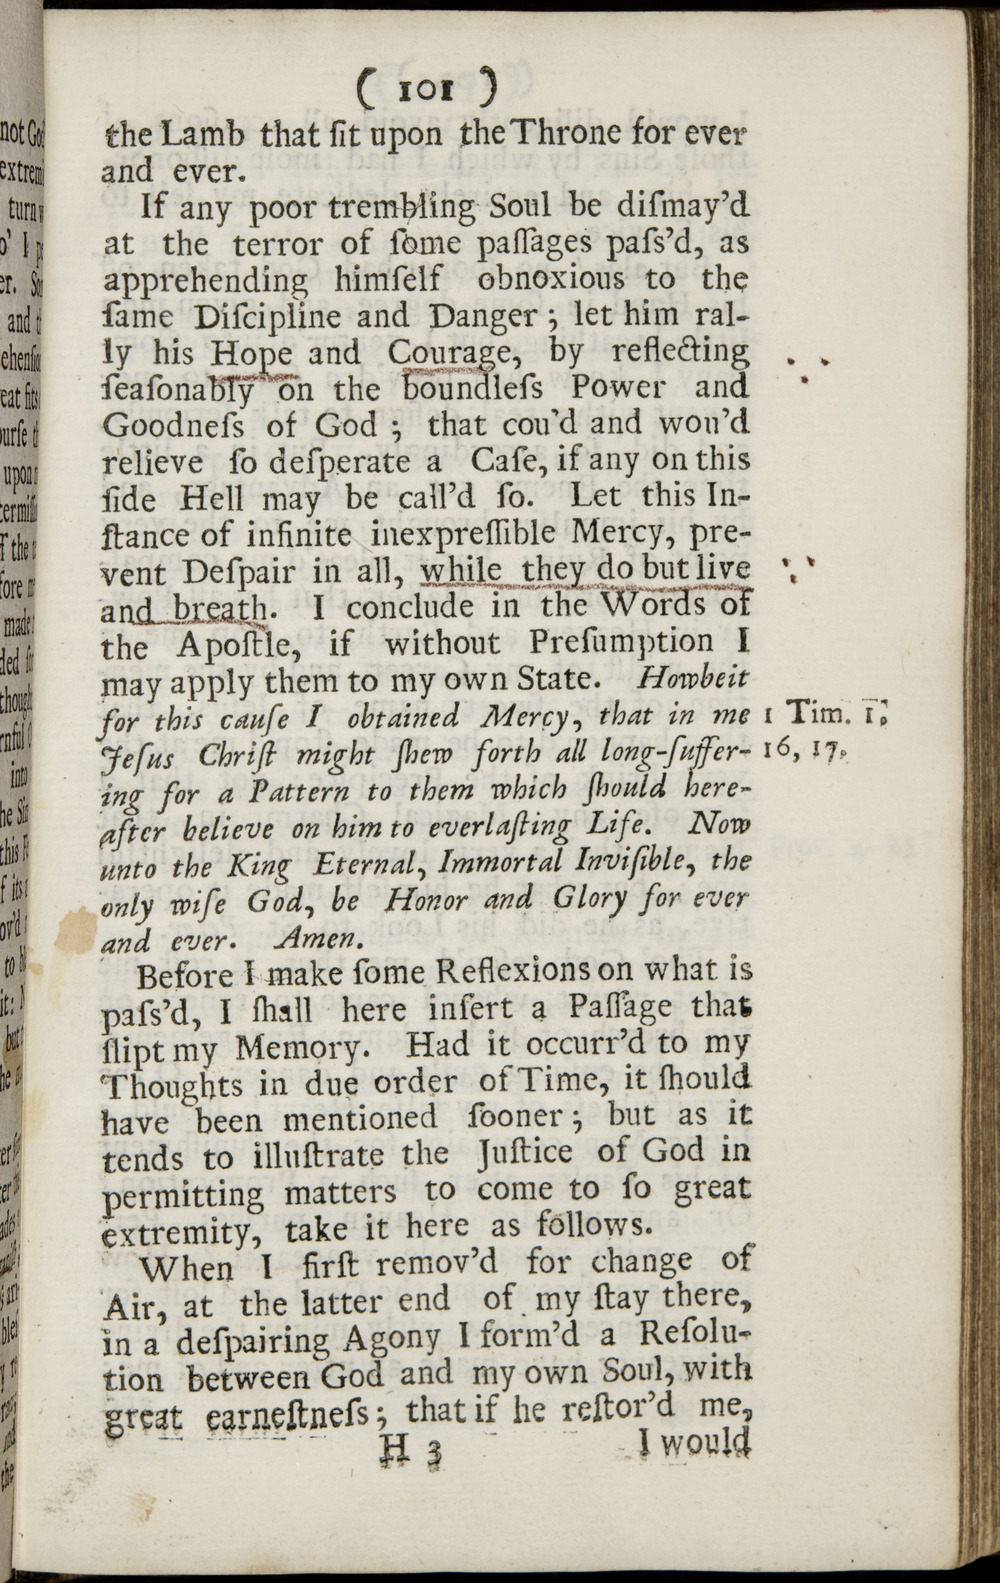 ( 101 )
the Lamb that ſit upon the Throne for ever
and ever.
If any poor trembling Soul be diſmay'd
at the terror of ſome paſſages paſs'd, as
apprehending himſelf obnoxious to the
ſame Diſcipline and Danger; let him ral-
ly his Hope and Courage, by reflecting
ſeaſonably on the boundleſs Power and
Goodneſs of God; that cou'd and wou'd
relieve ſo deſperate a Caſe, if any on this
ſide Hell may be call'd ſo. Let this In-
ſtance of infinite inexpreſſible Mercy, pre-
vent Deſpair in all, while they do but live
and breath. I conclude in the Words of
the Apoſtle, if without Preſumption I
may apply them to my own State. Howbeit
for this cauſe I obtained Mercy, that in me
Jeſus Chriſt might ſhew forth all long-ſuffer-
ing for a Pattern to them which ſhould here-
after believe on him to everlaſting Life. Now
unto the King Eternal, Immortal Inviſible, the
only wiſe God, be Honor and Glory for ever
and ever. Amen.
1 Tim. 1.
16, 17.
Before I make ſome Reflexions on what is
paſs'd, I ſhall here inſert a Paſſage that
ſlipt my Memory. Had it occurr'd to my
Thoughts in due order of Time, it ſhould
have been mentioned ſooner; but as it
tends to illuſtrate the Juſtice of God in
permitting matters to come to ſo great
extremity, take it here as follows.
When I firſt remov'd for change of
Air, at the latter end of my ſtay there,
in a deſpairing Agony I form'd a Reſolu-
tion between God and my own Soul, with
great earneſtneſs; that if he reſtor'd me,
H 3 I would